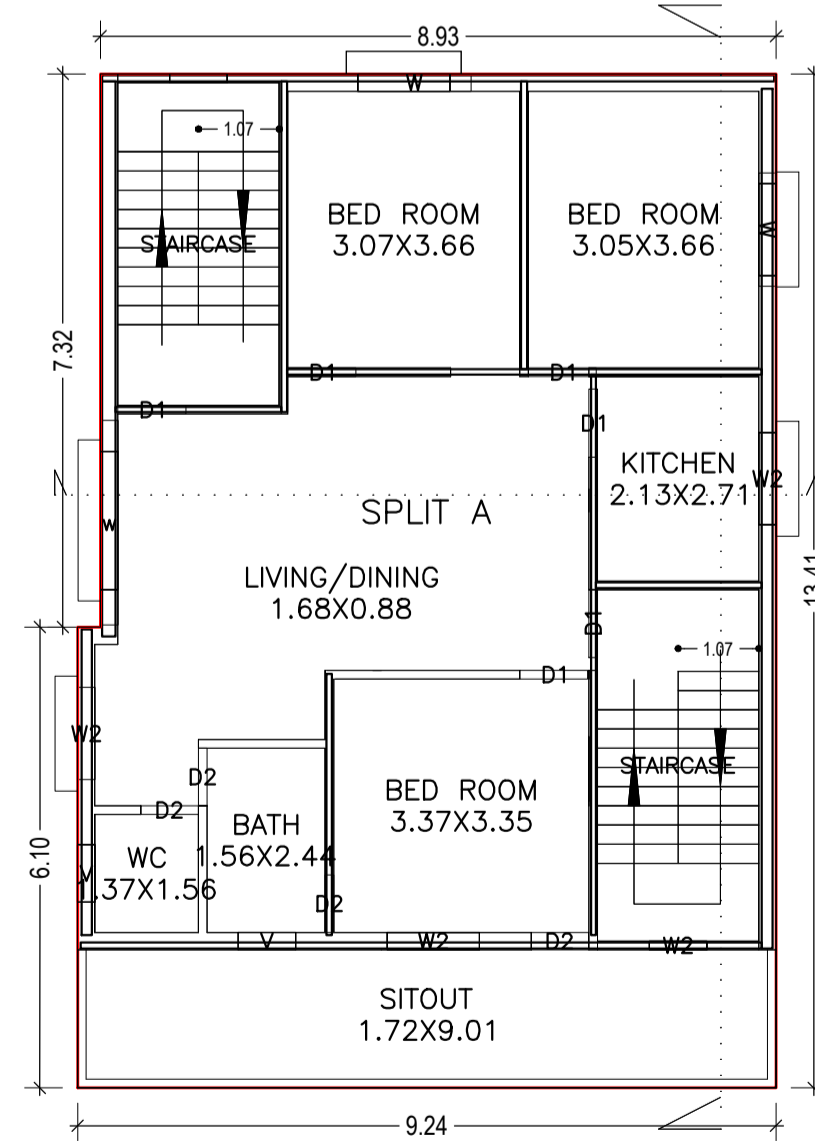 8.93
W
1.07
BED ROOM
3.07X3.66
BED ROOM
3.05X3.66
W
STAIRCASE
7.32
D1
D1
D1
D1
KITCHEN
2.13X2.71
W2
SPLIT A
W
LIVING/DINING
1.68X0.88
13.41
D1
1.07
D1
W2
STAIRCASE
D2
BED ROOM
3.37X3.35
D2
BATH
1.56X2.44
WC
1.37X1.56
V
6.10
D2
V
W2
D2
W2
SITOUT
1.72X9.01
9.24